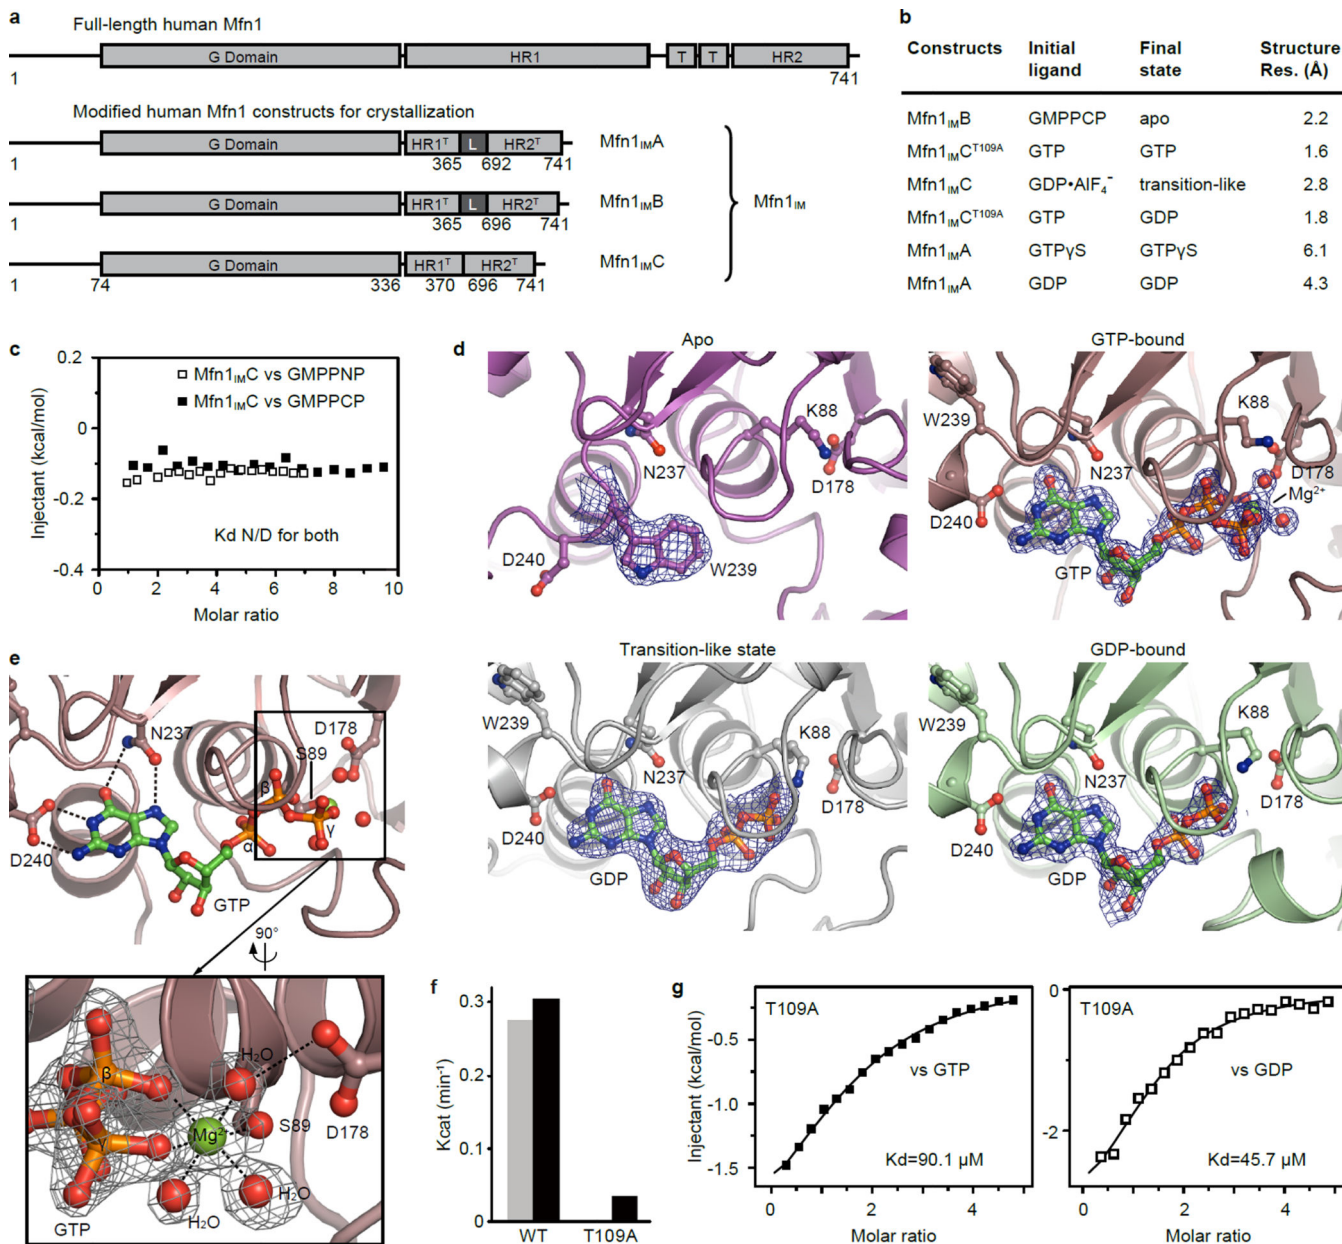 a
Full-length human Mfn1
G Domain HR1 T T HR2
1 741
Modified human Mfn1 constructs for crystallization
G Domain HR1ᵀ L HR2ᵀ Mfn1IMA
1 365 692 741
G Domain HR1ᵀ L HR2ᵀ Mfn1IMB
1 365 696 741
Mfn1IM
G Domain HR1ᵀ HR2ᵀ Mfn1IMC
1 74 336 370 696 741
b
Constructs Initial ligand Final state Structure Res. (Å)
Mfn1IMB GMPPCP apo 2.2
Mfn1IMCT109A GTP GTP 1.6
Mfn1IMC GDP•AlF4- transition-like 2.8
Mfn1IMCT109A GTP GDP 1.8
Mfn1IMA GTPγS GTPγS 6.1
Mfn1IMA GDP GDP 4.3
c
Injectant (kcal/mol)
0.2
0
-0.2
-0.4
Mfn1IMC vs GMPPNP
Mfn1IMC vs GMPPCP
Kd N/D for both
0 2 4 6 8 10
Molar ratio
d
Apo
N237
K88
D178
D240
W239
GTP-bound
W239
K88
N237
D178
Mg2+
D240
GTP
Transition-like state
W239
K88
N237
D178
D240
GDP
GDP-bound
W239
K88
N237
D178
D240
GDP
e
N237
D178
S89
β
γ
α
D240
GTP
90°
β
H₂O
γ
Mg2+
S89
D178
H₂O
H₂O
GTP
f
Kcat (min-1)
0.3
0.1
0.1
0
WT T109A
g
Injectant (kcal/mol)
T109A
-0.5
-1.0
-1.5
vs GTP
Kd=90.1 µM
0 2 4
Molar ratio
T109A
0
-2
vs GDP
Kd=45.7 µM
0 2 4
Molar ratio